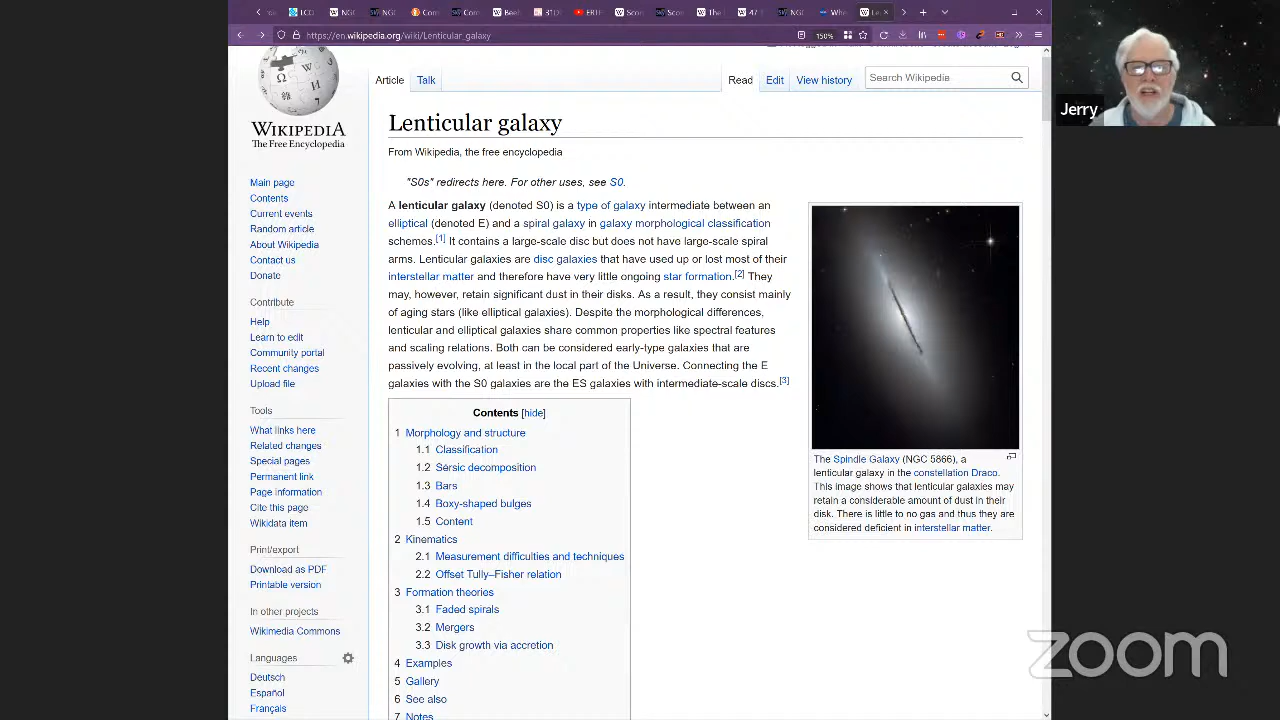 LCO
NGC
NGC
Com
Com
Beel
3TD
ERTH
Scor
Scor
The
47
NGC
Whe
Le
https://en.wikipedia.org/wiki/Lenticular_galaxy
150%
WIKIPEDIA
The Free Encyclopedia
Main page
Contents
Current events
Random article
About Wikipedia
Contact us
Donate
Contribute
Help
Learn to edit
Community portal
Recent changes
Upload file
Tools
What links here
Related changes
Special pages
Permanent link
Page information
Cite this page
Wikidata item
Print/export
Download as PDF
Printable version
In other projects
Wikimedia Commons
Languages
Deutsch
Español
Français
Article Talk
Read Edit View history Search Wikipedia
Lenticular galaxy
From Wikipedia, the free encyclopedia
"S0s" redirects here. For other uses, see S0.
A lenticular galaxy (denoted S0) is a type of galaxy intermediate between an
elliptical (denoted E) and a spiral galaxy in galaxy morphological classification
schemes.[1] It contains a large-scale disc but does not have large-scale spiral
arms. Lenticular galaxies are disc galaxies that have used up or lost most of their
interstellar matter and therefore have very little ongoing star formation.[2] They
may, however, retain significant dust in their disks. As a result, they consist mainly
of aging stars (like elliptical galaxies). Despite the morphological differences,
lenticular and elliptical galaxies share common properties like spectral features
and scaling relations. Both can be considered early-type galaxies that are
passively evolving, at least in the local part of the Universe. Connecting the E
galaxies with the S0 galaxies are the ES galaxies with intermediate-scale discs.[3]
Contents [hide]
1 Morphology and structure
1.1 Classification
1.2 Sérsic decomposition
1.3 Bars
1.4 Boxy-shaped bulges
1.5 Content
2 Kinematics
2.1 Measurement difficulties and techniques
2.2 Offset Tully–Fisher relation
3 Formation theories
3.1 Faded spirals
3.2 Mergers
3.3 Disk growth via accretion
4 Examples
5 Gallery
6 See also
7 Notes
The Spindle Galaxy (NGC 5866), a
lenticular galaxy in the constellation Draco.
This image shows that lenticular galaxies may
retain a considerable amount of dust in their
disk. There is little to no gas and thus they are
considered deficient in interstellar matter.
Jerry
zoom